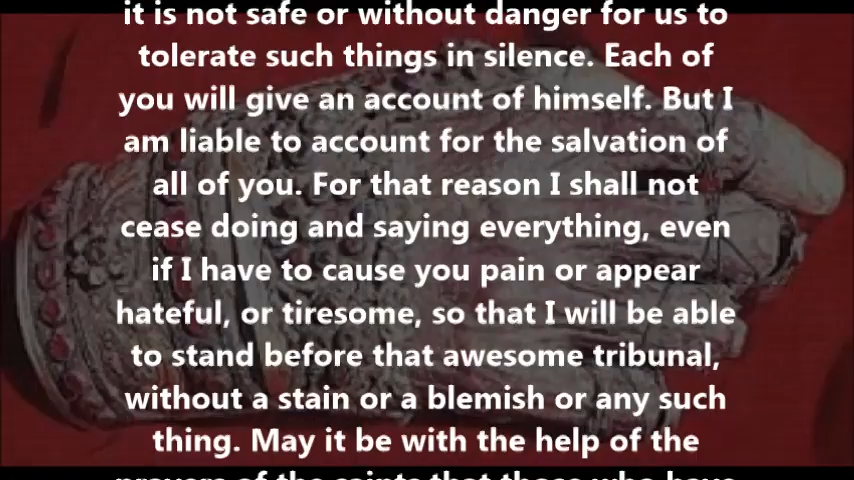 it is not safe or without danger for us to
tolerate such things in silence. Each of
you will give an account of himself. But I
am liable to account for the salvation of
all of you. For that reason I shall not
cease doing and saying everything, even
if I have to cause you pain or appear
hateful, or tiresome, so that I will be able
to stand before that awesome tribunal,
without a stain or a blemish or any such
thing. May it be with the help of the
prayers of the saints that those who have